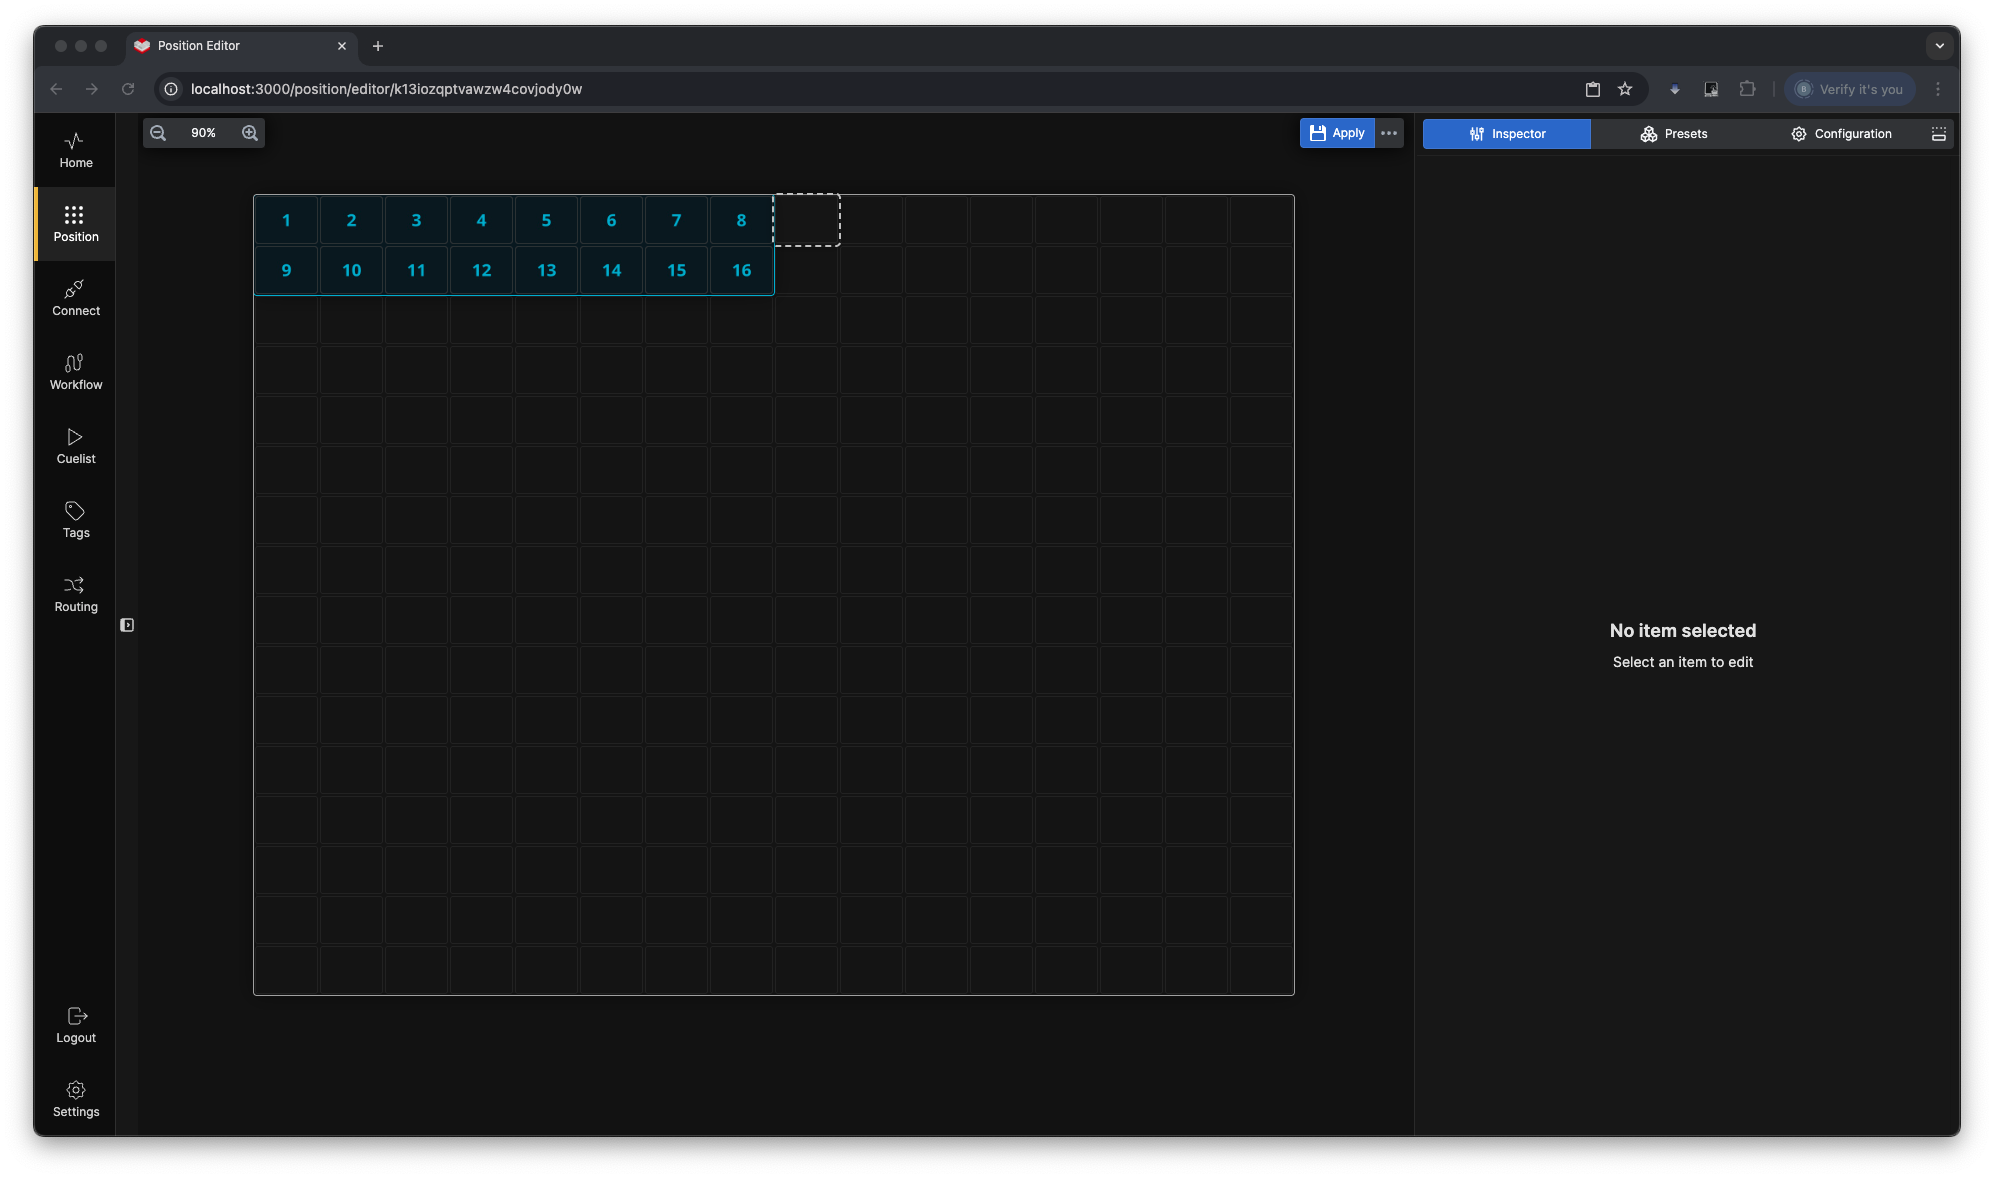 Position Editor
localhost:3000/position/editor/k13iozqptvawzw4covjody0w
Verify it's you
Home
Position
Connect
Workflow
Cuelist
Tags
Routing
Logout
Settings
90%
Apply
Inspector
Presets
Configuration
1 2 3 4 5 6 7 8
9 10 11 12 13 14 15 16
No item selected
Select an item to edit